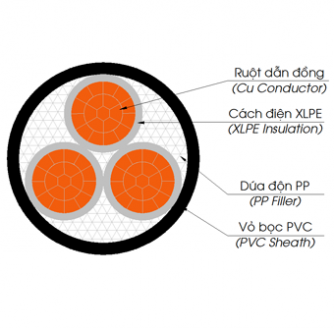 Ruột dẫn đồng
(Cu Conductor)
Cách điện XLPE
(XLPE Insulation)
Dứa độn PP
(PP Filler)
Vỏ bọc PVC
(PVC Sheath)